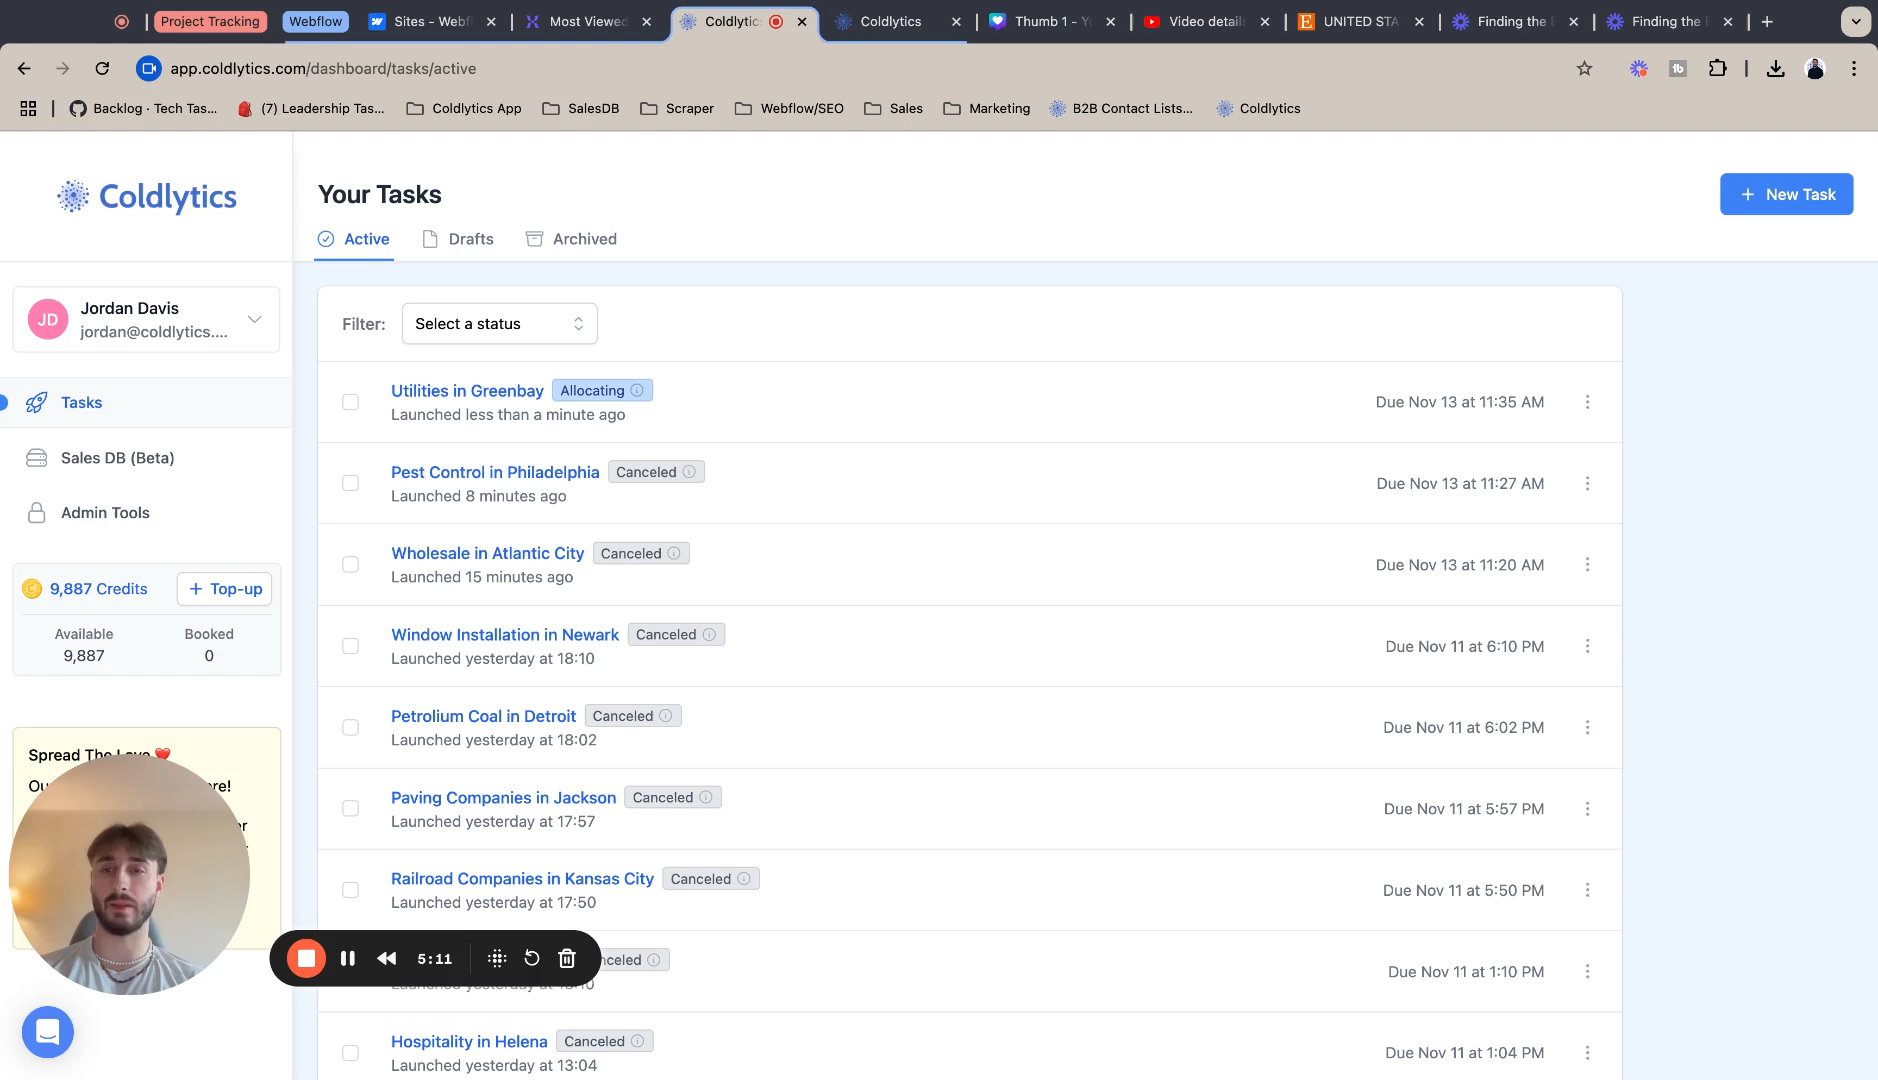 Project Tracking
Webflow
Sites - Webf
Most Viewed
Coldlytic
Coldlytics
Thumb 1 - Y
Video details
UNITED STA
Finding the
Finding the
app.coldlytics.com/dashboard/tasks/active
Backlog · Tech Tas...
(7) Leadership Tas...
Coldlytics App
SalesDB
Scraper
Webflow/SEO
Sales
Marketing
B2B Contact Lists...
Coldlytics
Coldlytics
Your Tasks
+ New Task
Active
Drafts
Archived
JD
Jordan Davis
jordan@coldlytics....
Tasks
Sales DB (Beta)
Admin Tools
9,887 Credits
+ Top-up
Available
Booked
9,887
0
Spread The Love ❤️
Filter:
Select a status
Utilities in Greenbay
Allocating
Launched less than a minute ago
Due Nov 13 at 11:35 AM
Pest Control in Philadelphia
Canceled
Launched 8 minutes ago
Due Nov 13 at 11:27 AM
Wholesale in Atlantic City
Canceled
Launched 15 minutes ago
Due Nov 13 at 11:20 AM
Window Installation in Newark
Canceled
Launched yesterday at 18:10
Due Nov 11 at 6:10 PM
Petrolium Coal in Detroit
Canceled
Launched yesterday at 18:02
Due Nov 11 at 6:02 PM
Paving Companies in Jackson
Canceled
Launched yesterday at 17:57
Due Nov 11 at 5:57 PM
Railroad Companies in Kansas City
Canceled
Launched yesterday at 17:50
Due Nov 11 at 5:50 PM
5:11
nceled
Due Nov 11 at 1:10 PM
Hospitality in Helena
Canceled
Launched yesterday at 13:04
Due Nov 11 at 1:04 PM